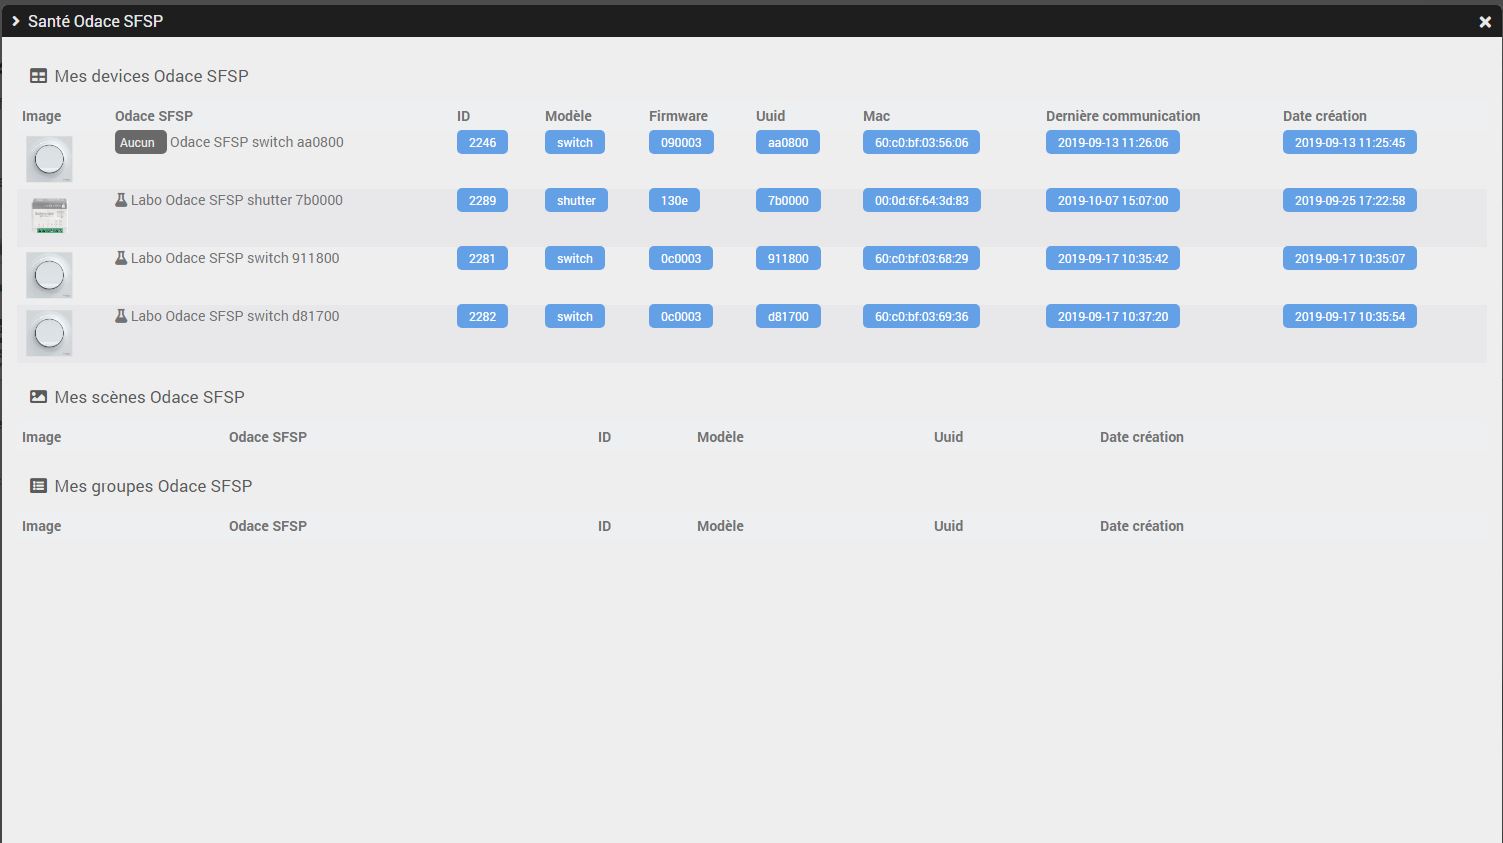 Santé Odace SFSP
Mes devices Odace SFSP
Image Odace SFSP ID Modèle Firmware Uuid Mac Dernière communication Date création
Aucun Odace SFSP switch aa0800 2246 switch 090003 aa0800 60:c0:bf:03:56:06 2019-09-13 11:26:06 2019-09-13 11:25:45
Labo Odace SFSP shutter 7b0000 2289 shutter 130e 7b0000 00:0d:6f:64:3d:83 2019-10-07 15:07:00 2019-09-25 17:22:58
Labo Odace SFSP switch 911800 2281 switch 0c0003 911800 60:c0:bf:03:68:29 2019-09-17 10:35:42 2019-09-17 10:35:07
Labo Odace SFSP switch d81700 2282 switch 0c0003 d81700 60:c0:bf:03:69:36 2019-09-17 10:37:20 2019-09-17 10:35:54
Mes scènes Odace SFSP
Image Odace SFSP ID Modèle Uuid Date création
Mes groupes Odace SFSP
Image Odace SFSP ID Modèle Uuid Date création